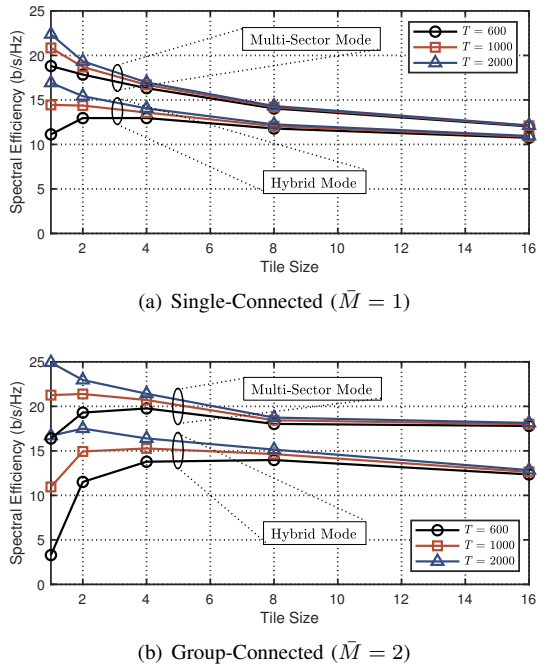 25
20
15
10
5
0
Spectral Efficiency (b/s/Hz)
Multi-Sector Mode
Hybrid Mode
T = 600
T = 1000
T = 2000
2 4 6 8 10 12 14 16
Tile Size
(a) Single-Connected (M̄ = 1)
25
20
15
10
5
0
Spectral Efficiency (b/s/Hz)
Multi-Sector Mode
Hybrid Mode
T = 600
T = 1000
T = 2000
2 4 6 8 10 12 14 16
Tile Size
(b) Group-Connected (M̄ = 2)